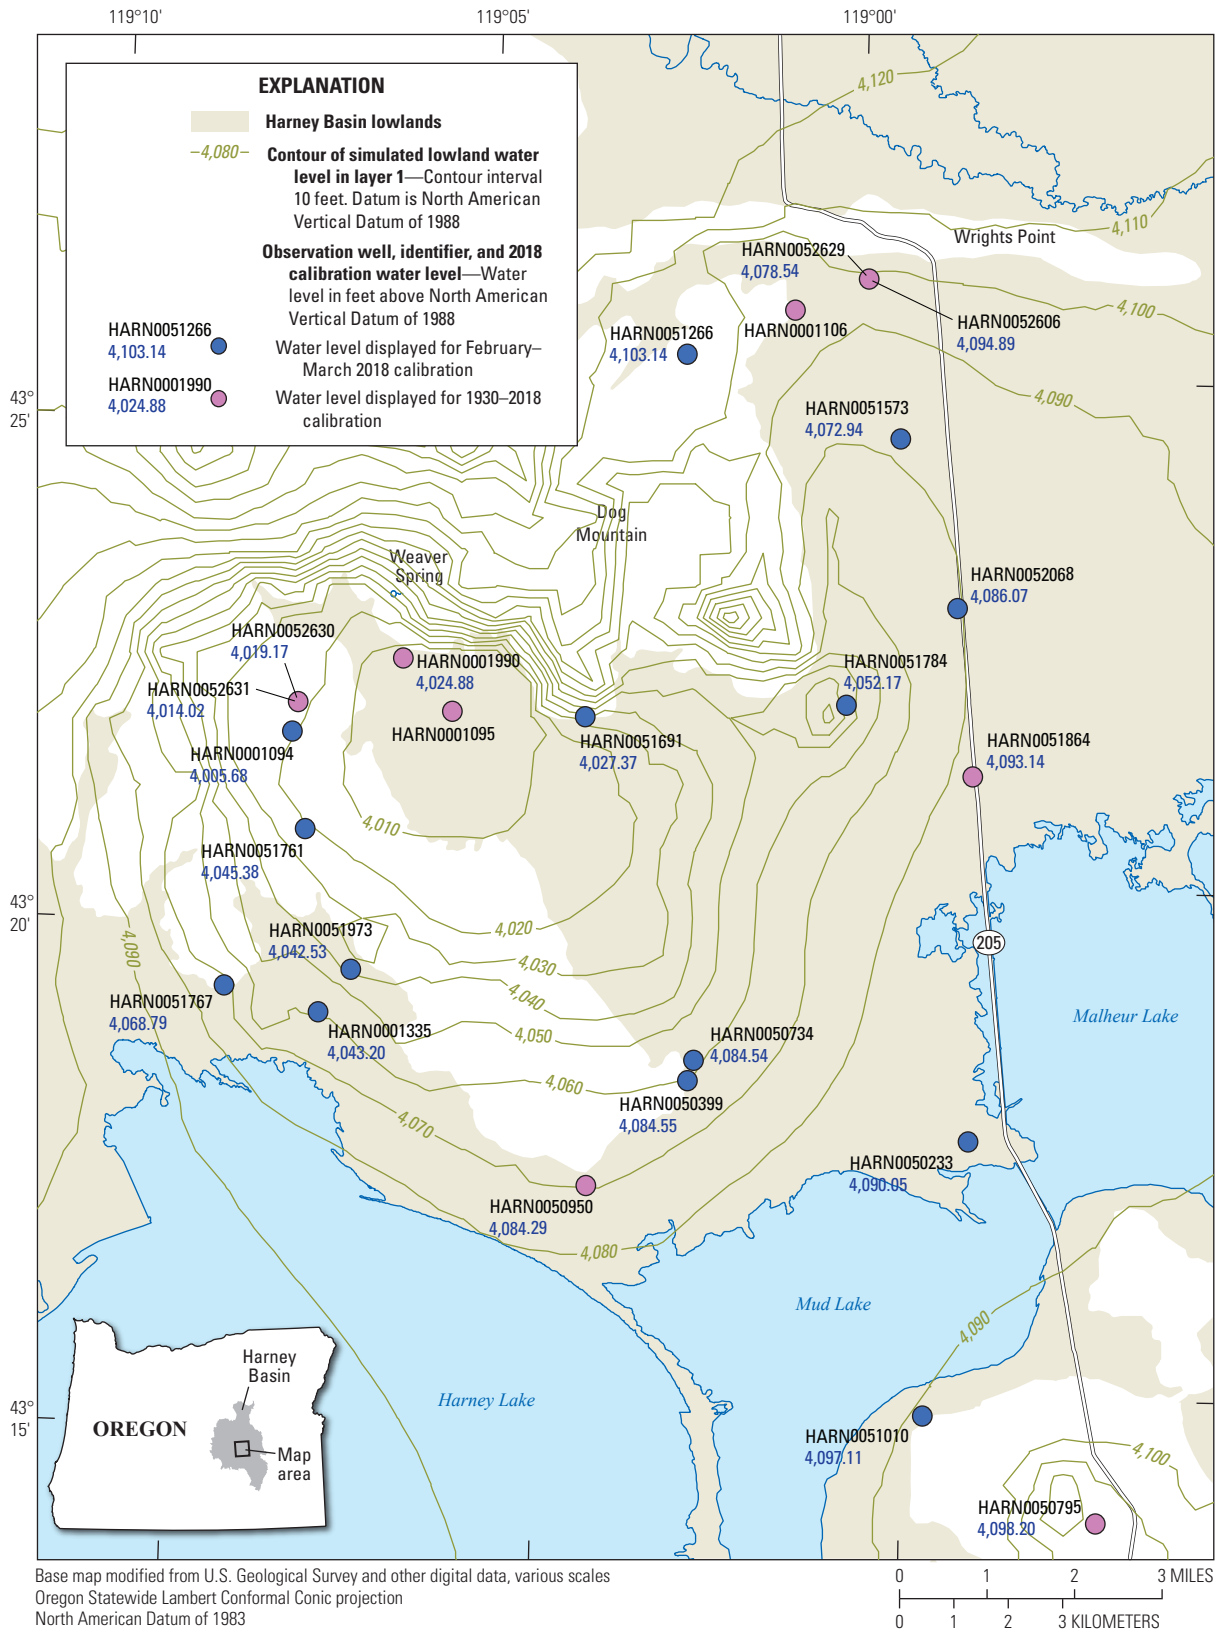 119°10'
119°05'
119°00'
EXPLANATION
Harney Basin lowlands
4,080
Contour of simulated lowland water
level in layer 1—Contour interval
10 feet. Datum is North American
Vertical Datum of 1988
Observation well, identifier, and 2018
calibration water level—Water
level in feet above North American
Vertical Datum of 1988
HARN0051266
4,103.14
Water level displayed for February–
March 2018 calibration
HARN0001990
4,024.88
Water level displayed for 1930–2018
calibration
4,120
4,110
Wrights Point
HARN0052629
4,078.54
4,100
HARN0052606
4,094.89
HARN0001106
HARN0051266
4,103.14
43°
25'
4,090
HARN0051573
4,072.94
Dog
Mountain
Weaver
Spring
HARN0052068
4,086.07
HARN0052630
4,019.17
HARN0001990
4,024.88
HARN0051784
4,052.17
HARN0052631
4,014.02
HARN0001095
HARN0051691
4,027.37
HARN0051864
4,093.14
HARN0001094
4,005.68
4,010
HARN0051761
4,045.38
43°
20'
4,090
HARN0051973
4,042.53
4,020
4,030
4,040
4,050
4,060
4,070
4,080
205
HARN0051767
4,068.79
HARN0001335
4,043.20
HARN0050734
4,084.54
HARN0050399
4,084.55
Malheur Lake
HARN0050233
4,090.05
HARN0050950
4,084.29
Mud Lake
4,090
Harney Lake
43°
15'
Harney
Basin
OREGON
Map
area
HARN0051010
4,097.11
4,100
HARN0050795
4,098.20
Base map modified from U.S. Geological Survey and other digital data, various scales
Oregon Statewide Lambert Conformal Conic projection
North American Datum of 1983
0 1 2 3 MILES
0 1 2 3 KILOMETERS